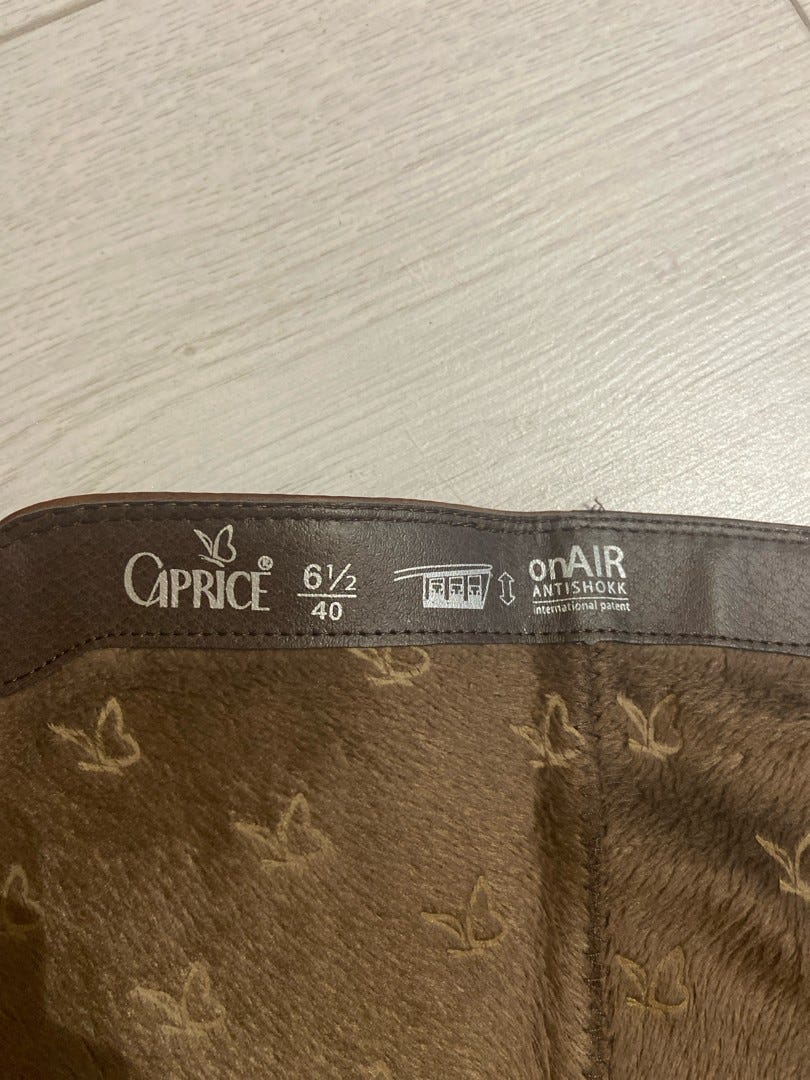 CAPRICE®
6½
40
onAIR
ANTISHOKK
international patent